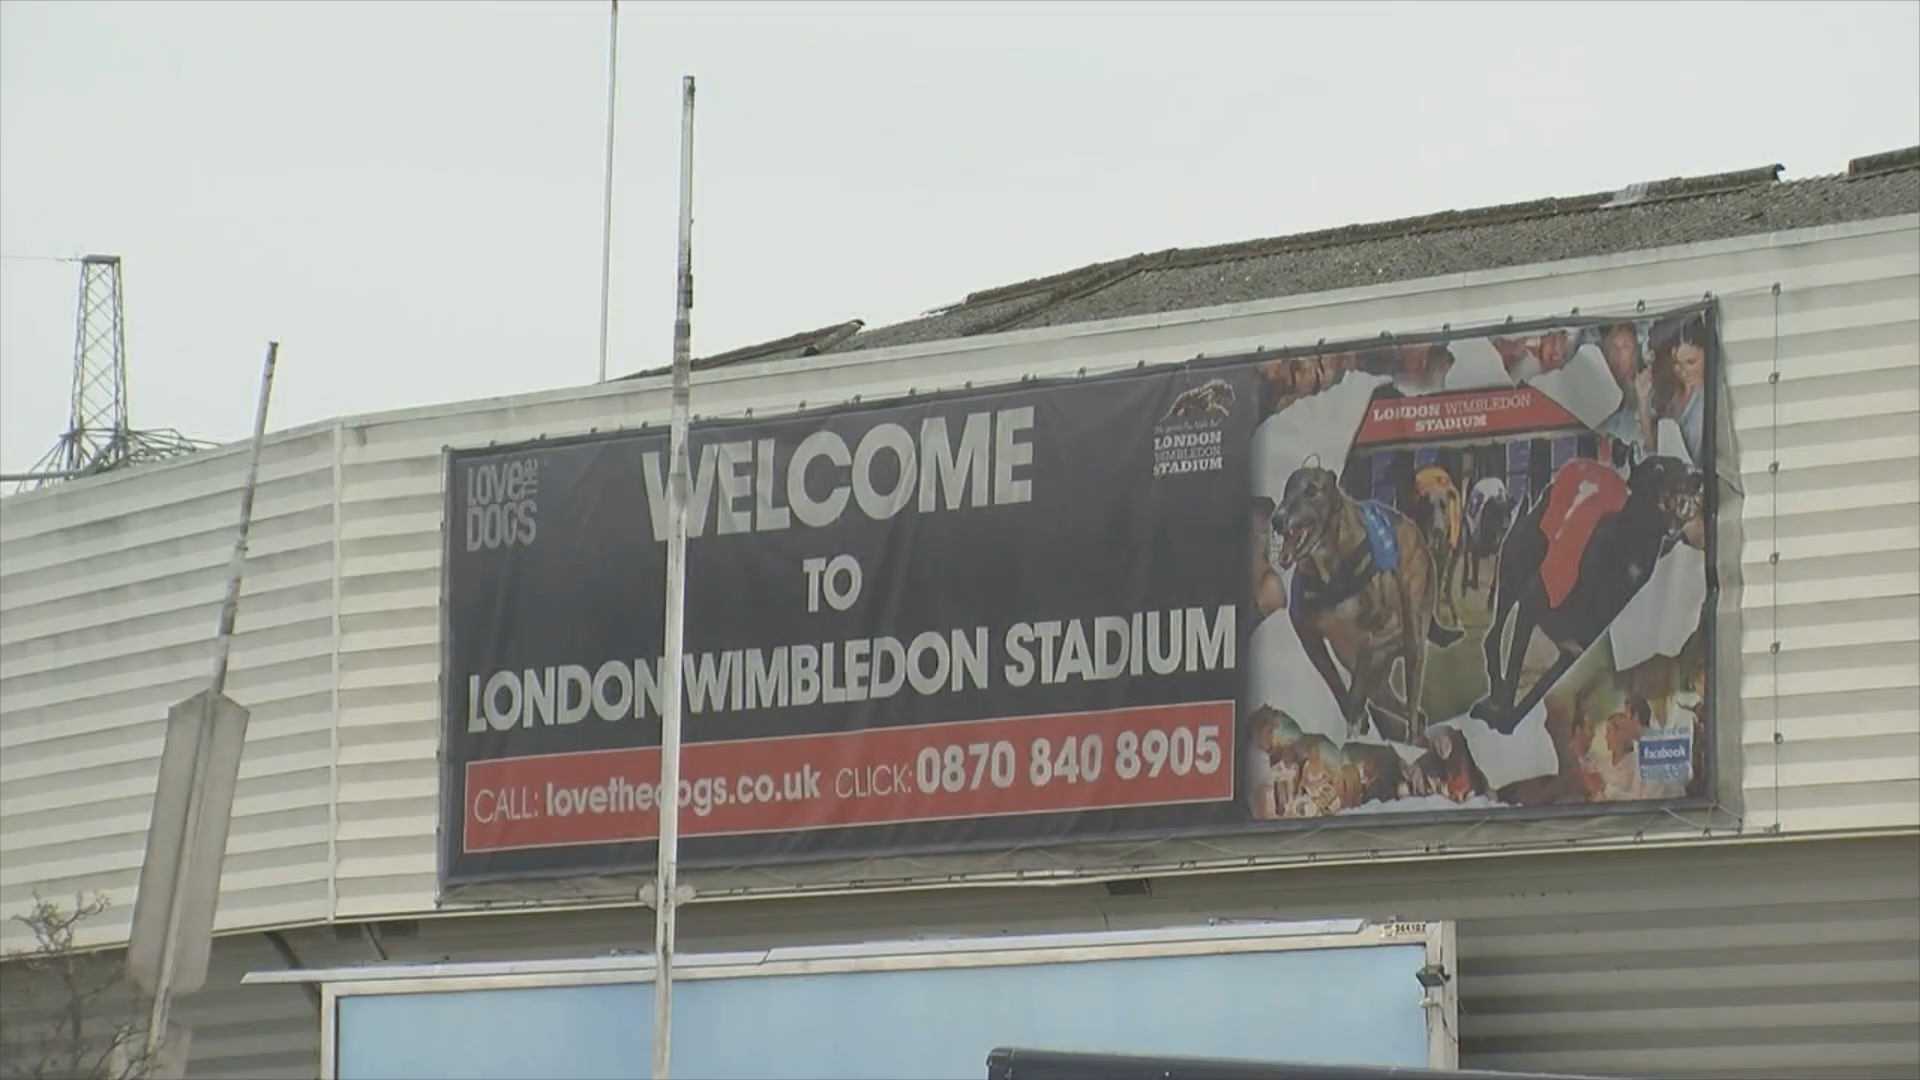 LOVE THE DOGS
WELCOME
TO
LONDON WIMBLEDON STADIUM
CALL: lovethedogs.co.uk CLICK: 0870 840 8905
LONDON
WIMBLEDON
STADIUM
LONDON WIMBLEDON
STADIUM
facebook